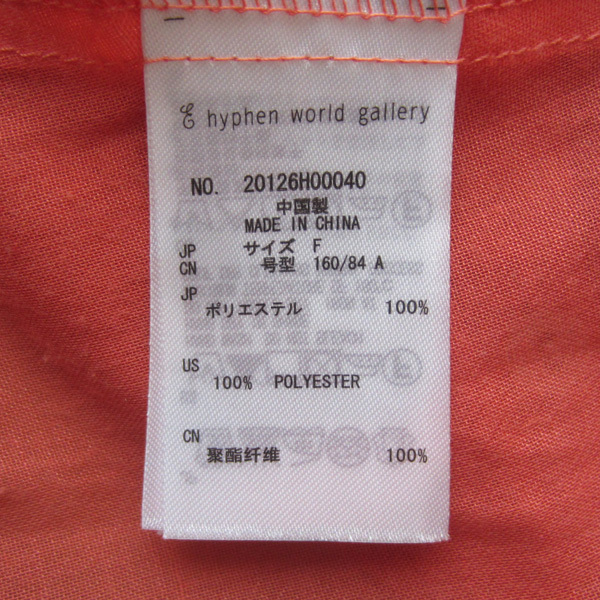 E hyphen world gallery
NO. 20126H00040
中国製
MADE IN CHINA
JP サイズ F
CN 号型 160/84 A
JP
ポリエステル 100%
US
100% POLYESTER
CN
聚酯纤维 100%